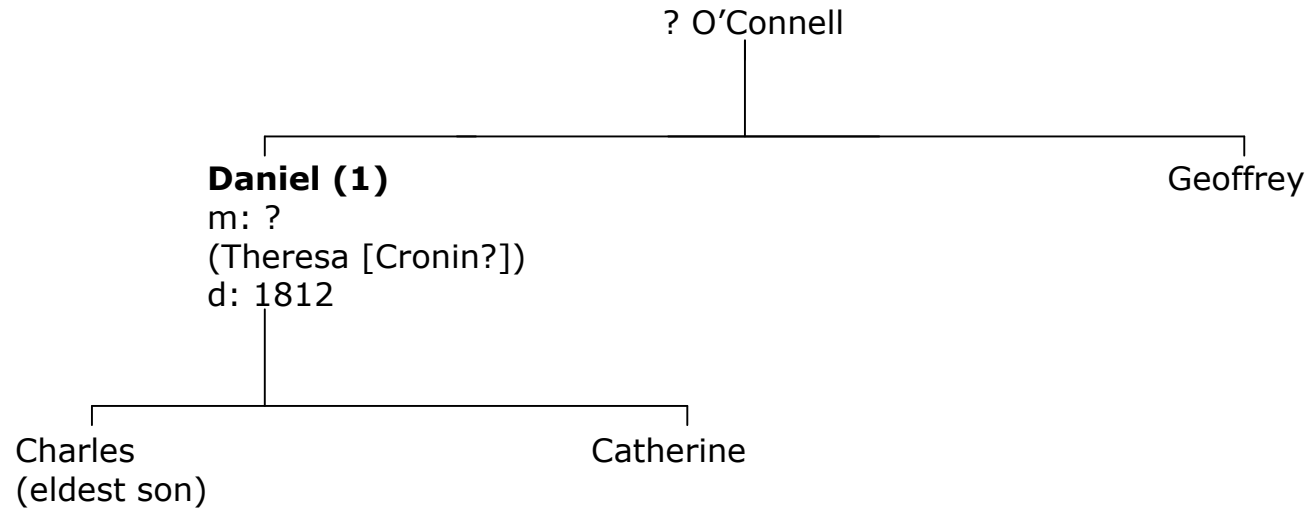 ? O’Connell
Daniel (1)
m: ?
(Theresa [Cronin?])
d: 1812
Geoffrey
Charles
(eldest son)
Catherine